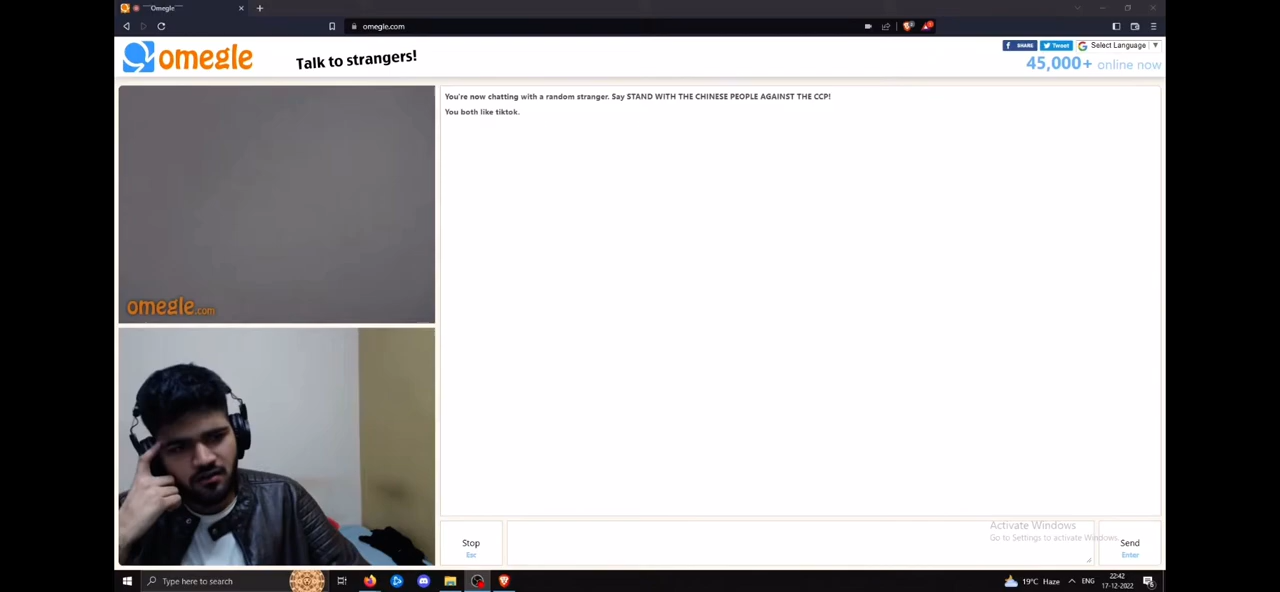 "Omegle"
omegle.com
omegle
Talk to strangers!
SHARE
Tweet
Select Language
45,000+ online now
You're now chatting with a random stranger. Say STAND WITH THE CHINESE PEOPLE AGAINST THE CCP!
You both like tiktok.
omegle.com
Stop
Esc
Activate Windows
Go to Settings to activate Windows.
Send
Enter
Type here to search
19°C Haze
ENG
22:42
17-12-2022